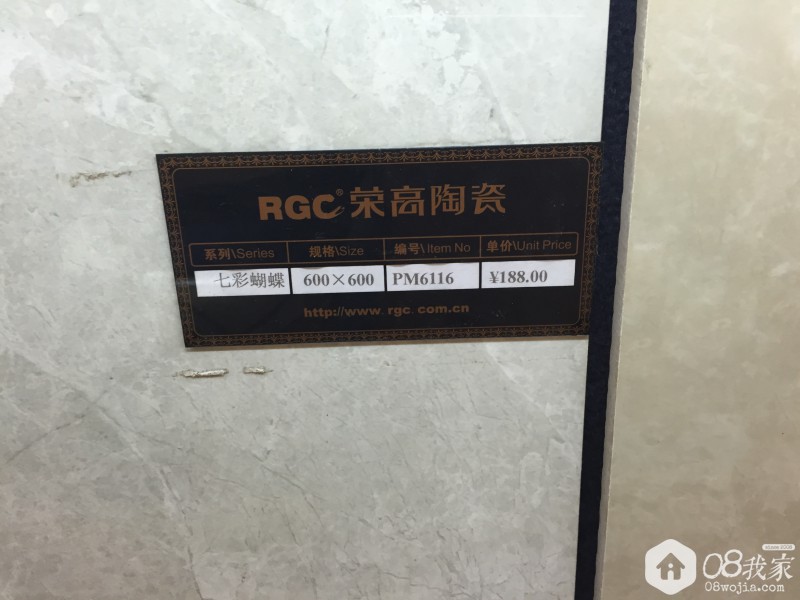 RGC® 荣高陶瓷
系列\Series 规格\Size 编号\Item No 单价\Unit Price
七彩蝴蝶 600×600 PM6116 ¥188.00
http://www.rgc.com.cn
08我家
08wojia.com